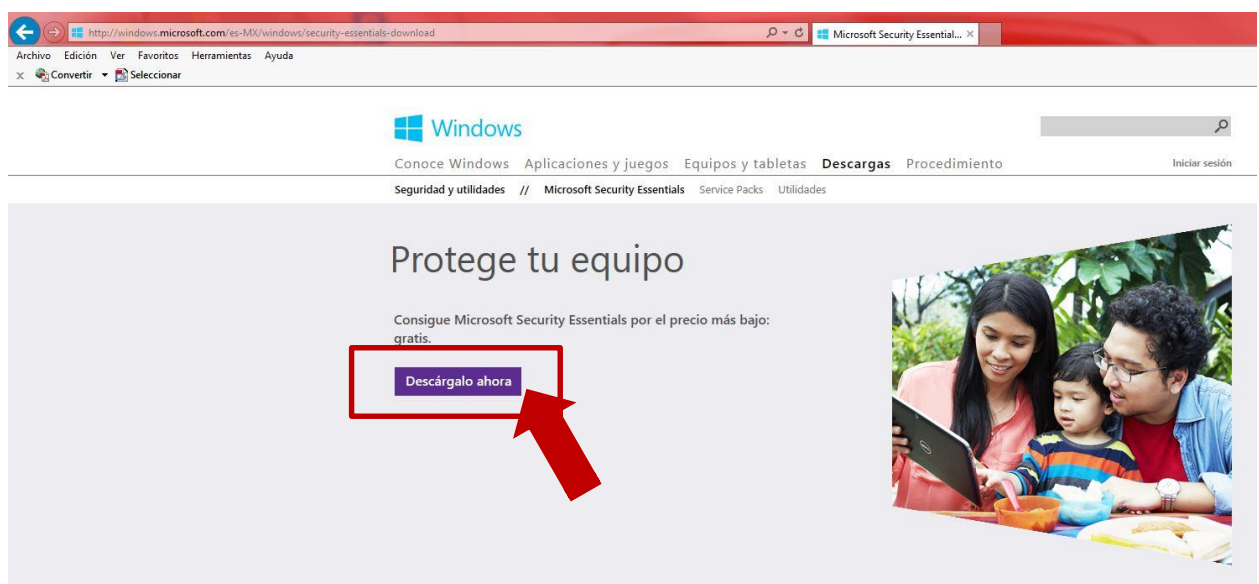 http://windows.microsoft.com/es-MX/windows/security-essentials-download
Microsoft Security Essential...
Archivo Edición Ver Favoritos Herramientas Ayuda
Convertir Seleccionar
Windows
Conoce Windows Aplicaciones y juegos Equipos y tabletas Descargas Procedimiento Iniciar sesión
Seguridad y utilidades // Microsoft Security Essentials Service Packs Utilidades
Protege tu equipo
Consigue Microsoft Security Essentials por el precio más bajo:
gratis.
Descárgalo ahora